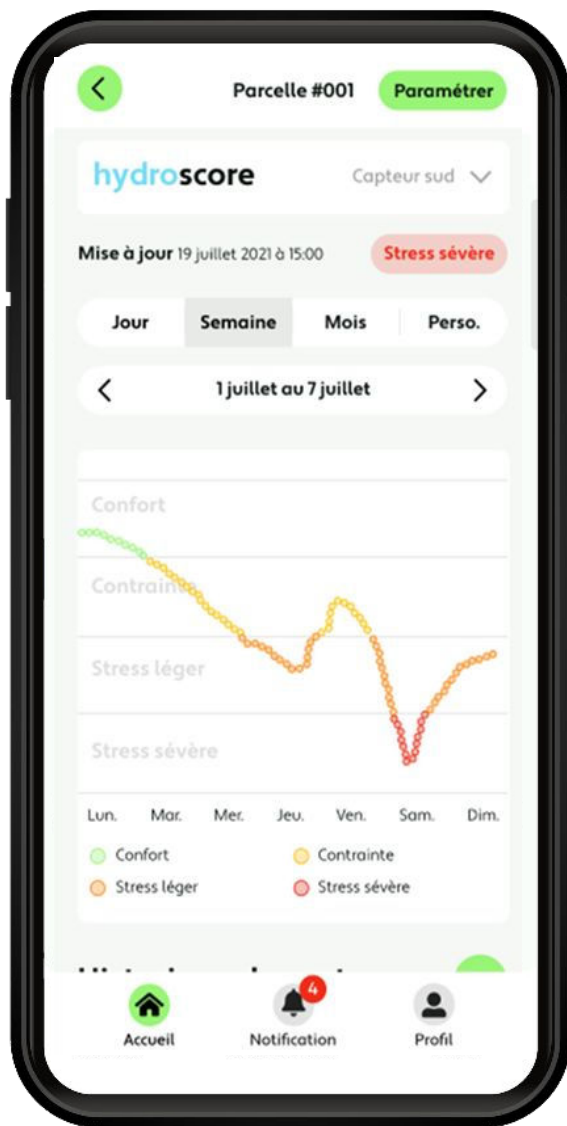 Parcelle #001 Paramétrer
hydroscore Capteur sud
Mise à jour 19 juillet 2021 à 15:00 Stress sévère
Jour Semaine Mois Perso.
1 juillet au 7 juillet
Confort
Contrainte
Stress léger
Stress sévère
Lun. Mar. Mer. Jeu. Ven. Sam. Dim.
Confort Contrainte
Stress léger Stress sévère
4
Accueil Notification Profil